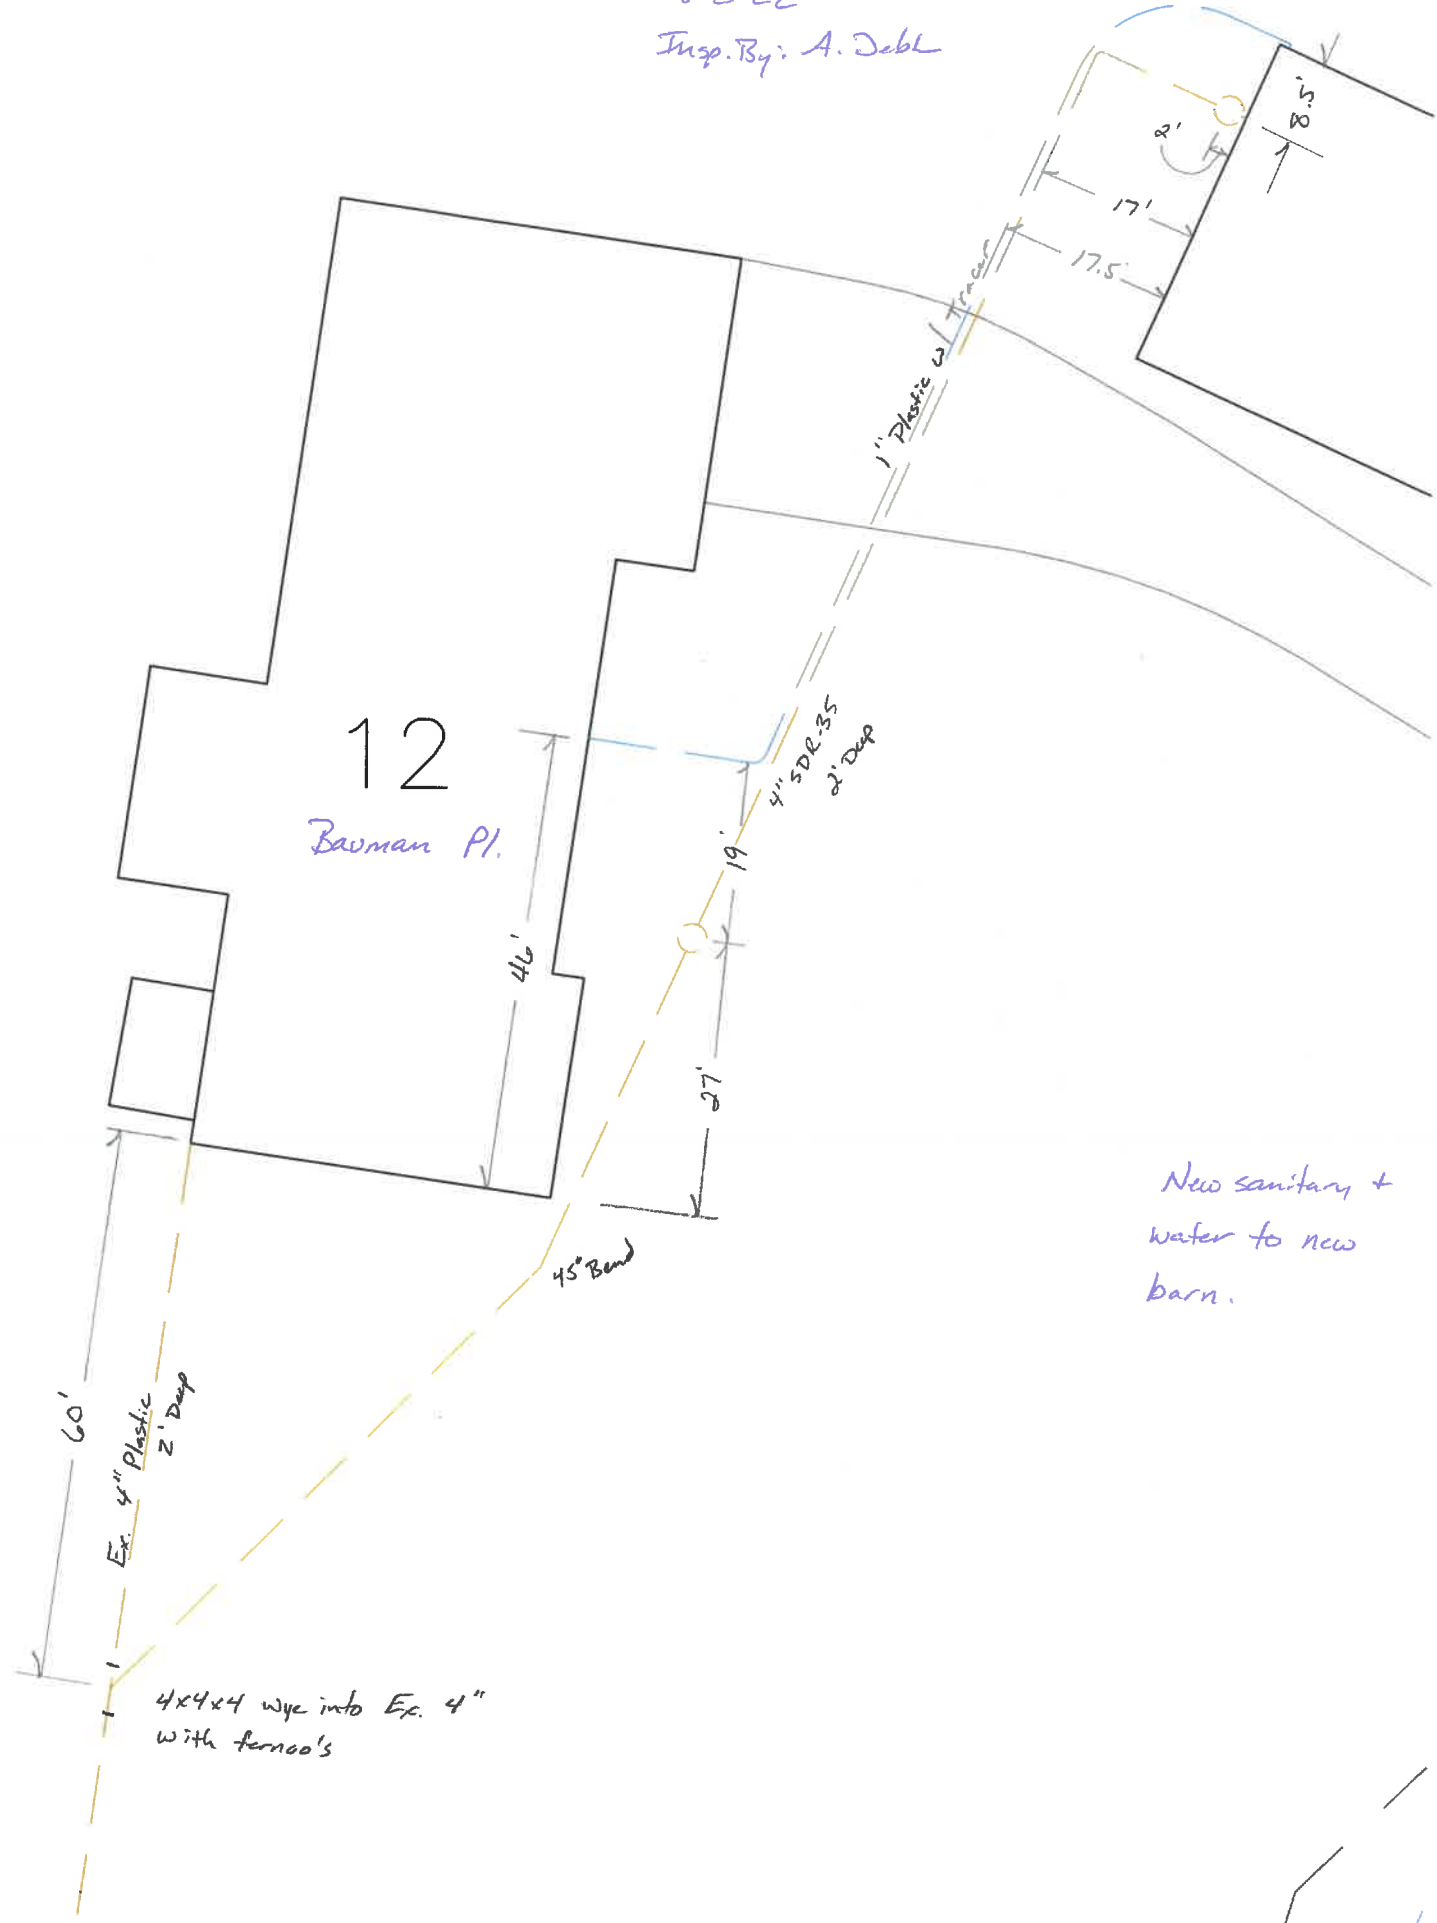 Insp. By: A. Debl
8.5'
2'
17'
17.5'
1" Plastic w/ Tracer
12
Bauman Pl.
4" SDR-35
2' Deep
19'
46'
27'
45° Bend
New sanitary +
water to new
barn.
60'
Ex. 4" Plastic
2' Deep
4x4x4 wye into Ex. 4"
with fernco's